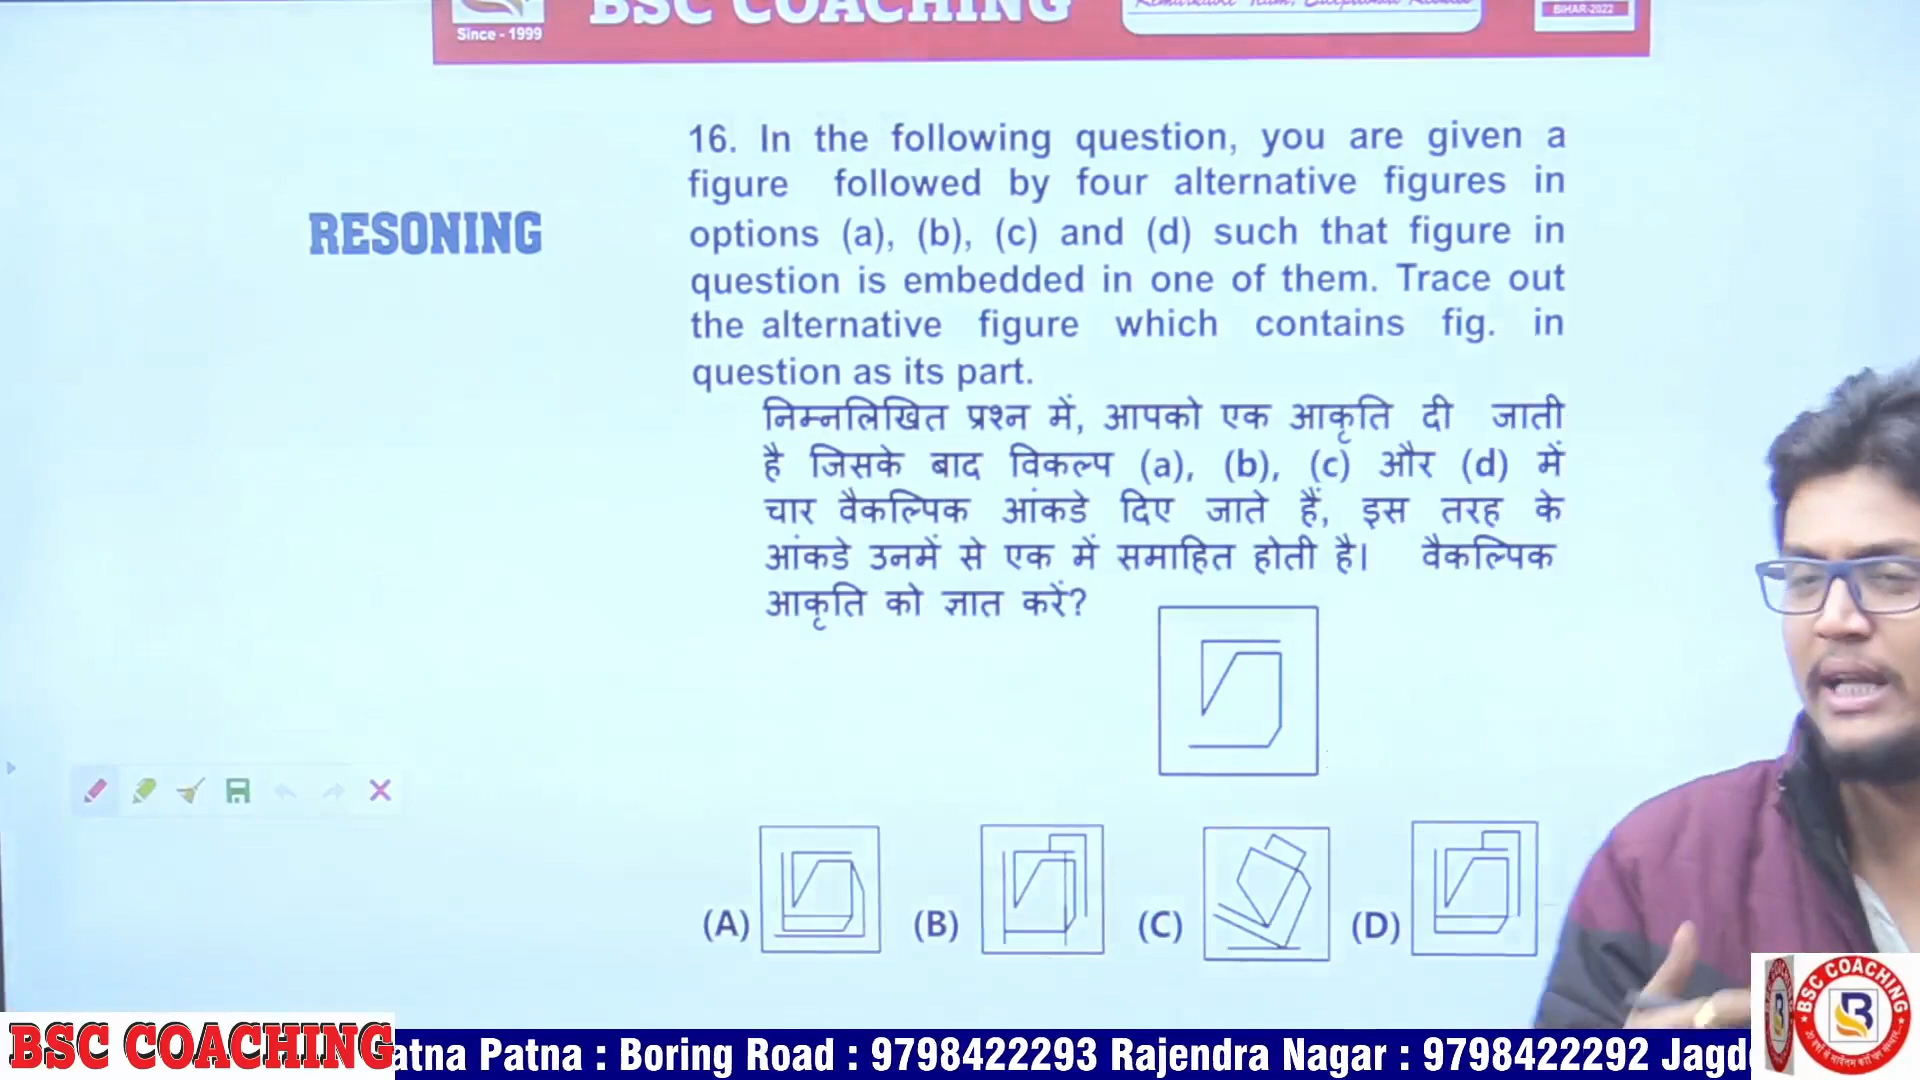 Since - 1999
BSC COACHING
BIHAR-2022
RESONING
16. In the following question, you are given a
figure followed by four alternative figures in
options (a), (b), (c) and (d) such that figure in
question is embedded in one of them. Trace out
the alternative figure which contains fig. in
question as its part.
निम्नलिखित प्रश्न में, आपको एक आकृति दी जाती
है जिसके बाद विकल्प (a), (b), (c) और (d) में
चार वैकल्पिक आंकडे दिए जाते हैं, इस तरह के
आंकडे उनमें से एक में समाहित होती है। वैकल्पिक
आकृति को ज्ञात करें?
(A) (B) (C) (D)
BSC COACHING
BSC COACHING
atna Patna : Boring Road : 9798422293 Rajendra Nagar : 9798422292 Jagd